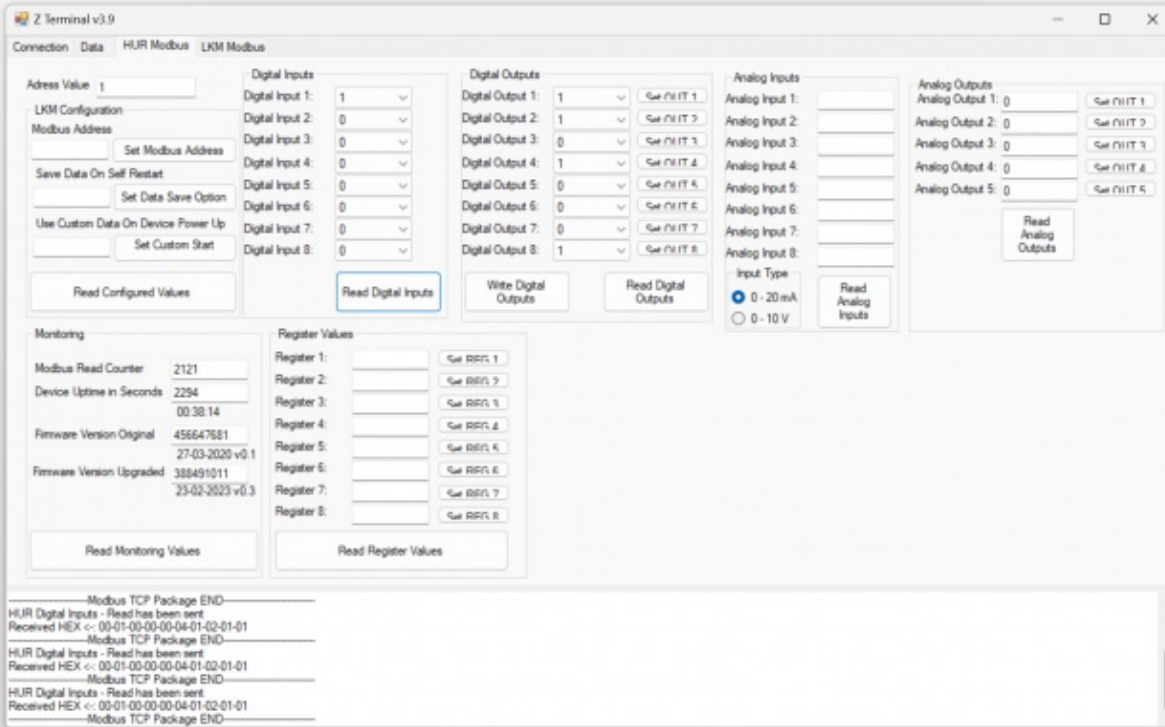 Z Terminal v3.9
Connection Data HUR Modbus LKM Modbus
Adress Value 1
LKM Configuration
Modbus Address
Set Modbus Address
Save Data On Self Restart
Set Data Save Option
Use Custom Data On Device Power Up
Set Custom Start
Read Configured Values
Digital Inputs
Digital Input 1: 1
Digital Input 2: 0
Digital Input 3: 0
Digital Input 4: 0
Digital Input 5: 0
Digital Input 6: 0
Digital Input 7: 0
Digital Input 8: 0
Read Digital Inputs
Digital Outputs
Digital Output 1: 1 Set OUT 1
Digital Output 2: 1 Set OUT 2
Digital Output 3: 0 Set OUT 3
Digital Output 4: 1 Set OUT 4
Digital Output 5: 0 Set OUT 5
Digital Output 6: 0 Set OUT 6
Digital Output 7: 0 Set OUT 7
Digital Output 8: 1 Set OUT 8
Write Digital
Outputs
Read Digital
Outputs
Analog Inputs
Analog Input 1:
Analog Input 2:
Analog Input 3:
Analog Input 4:
Analog Input 5:
Analog Input 6:
Analog Input 7:
Analog Input 8:
Input Type
0 - 20 mA
0 - 10 V
Read
Analog
Inputs
Analog Outputs
Analog Output 1: 0 Set OUT 1
Analog Output 2: 0 Set OUT 2
Analog Output 3: 0 Set OUT 3
Analog Output 4: 0 Set OUT 4
Analog Output 5: 0 Set OUT 5
Read
Analog
Outputs
Monitoring
Modbus Read Counter 2121
Device Uptime in Seconds 2294
00:38:14
Firmware Version Original 456647681
27-03-2020 v0.1
Firmware Version Upgraded 388491011
23-02-2023 v0.3
Read Monitoring Values
Register Values
Register 1: Set REG 1
Register 2: Set REG 2
Register 3: Set REG 3
Register 4: Set REG 4
Register 5: Set REG 5
Register 6: Set REG 6
Register 7: Set REG 7
Register 8: Set REG 8
Read Register Values
--------------------Modbus TCP Package END--------------------
HUR Digital Inputs - Read has been sent
Received HEX <-: 00-01-00-00-00-04-01-02-01-01
--------------------Modbus TCP Package END--------------------
HUR Digital Inputs - Read has been sent
Received HEX <-: 00-01-00-00-00-04-01-02-01-01
--------------------Modbus TCP Package END--------------------
HUR Digital Inputs - Read has been sent
Received HEX <-: 00-01-00-00-00-04-01-02-01-01
--------------------Modbus TCP Package END--------------------